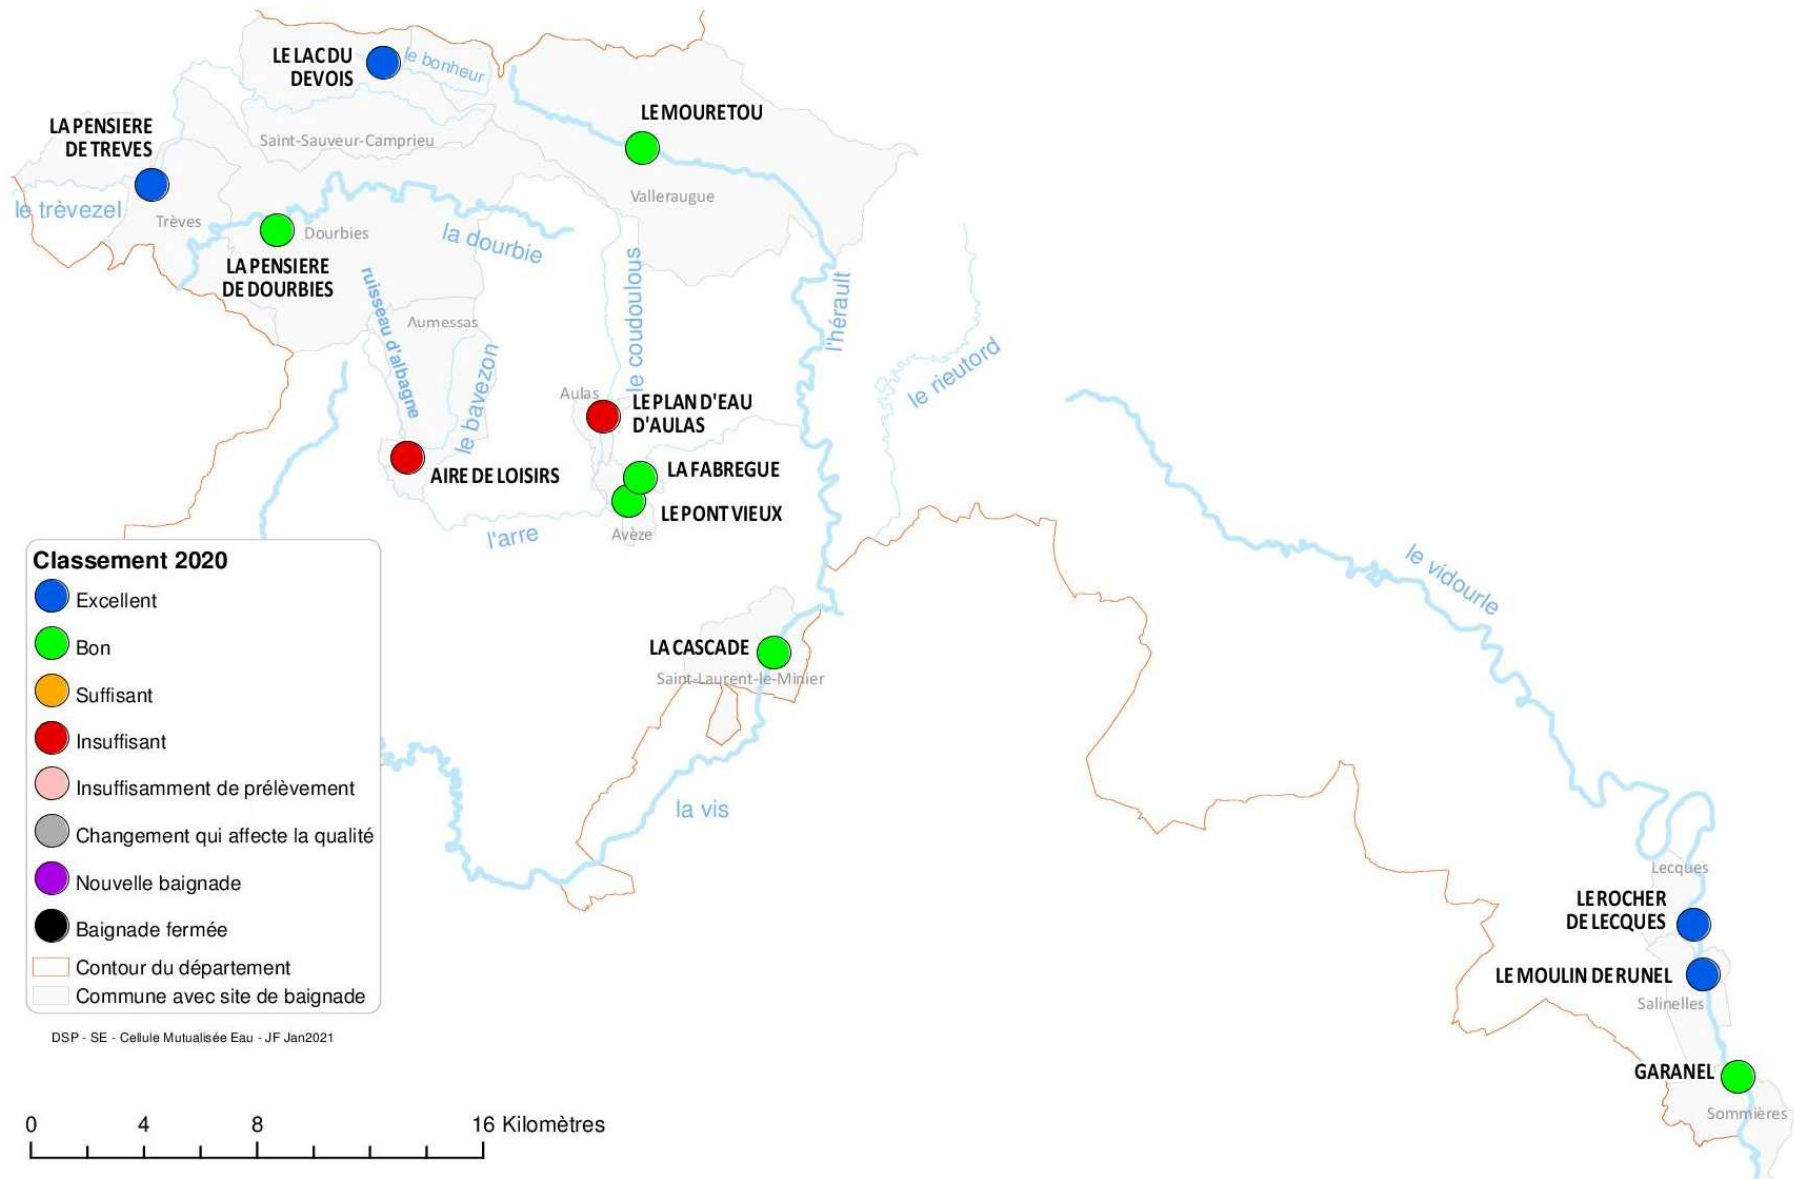 LE LAC DU
DEVOIS
le bonheur
LE MOURETOU
LA PENSIERE
DE TREVES
Saint-Sauveur-Camprieu
Valleraugue
le trèvezel
Trèves
Dourbies
la dourbie
LA PENSIERE
DE DOURBIES
ruisseau d'albagne
Aumessas
le bavezon
le coudoulous
l'hérault
le rieutord
Aulas
LE PLAN D'EAU
D'AULAS
AIRE DE LOISIRS
LA FABREGUE
LE PONT VIEUX
l'arre
Avèze
le vidourle
LA CASCADE
Saint-Laurent-le-Minier
la vis
Lecques
LE ROCHER
DE LECQUES
LE MOULIN DE RUNEL
Salinelles
GARANEL
Sommières
Classement 2020
Excellent
Bon
Suffisant
Insuffisant
Insuffisamment de prélèvement
Changement qui affecte la qualité
Nouvelle baignade
Baignade fermée
Contour du département
Commune avec site de baignade
DSP - SE - Cellule Mutualisée Eau - JF Jan2021
0 4 8 16 Kilomètres